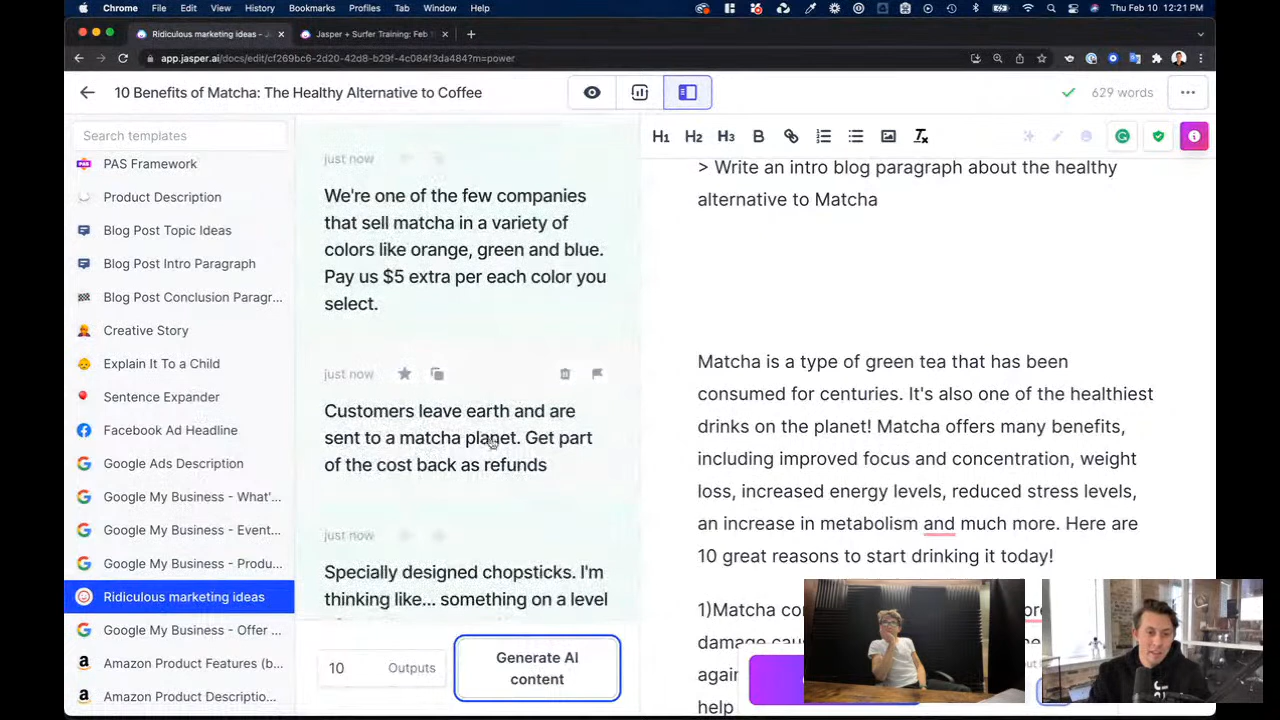 Chrome File Edit View History Bookmarks Profiles Tab Window Help
Thu Feb 10 12:21 PM
Ridiculous marketing ideas -
Jasper + Surfer Training: Feb
app.jasper.ai/docs/edit/cf269bc6-2d20-42d8-b29f-4c084f3da484?m=power
10 Benefits of Matcha: The Healthy Alternative to Coffee
629 words
Search templates
PAS Framework
Product Description
Blog Post Topic Ideas
Blog Post Intro Paragraph
Blog Post Conclusion Paragr...
Creative Story
Explain It To a Child
Sentence Expander
Facebook Ad Headline
Google Ads Description
Google My Business - What'...
Google My Business - Event...
Google My Business - Produ...
Ridiculous marketing ideas
Google My Business - Offer ...
Amazon Product Features (b...
Amazon Product Descriptio...
just now
We're one of the few companies
that sell matcha in a variety of
colors like orange, green and blue.
Pay us $5 extra per each color you
select.
just now
Customers leave earth and are
sent to a matcha planet. Get part
of the cost back as refunds
just now
Specially designed chopsticks. I'm
thinking like... something on a level
10 Outputs
Generate AI
content
H1 H2 H3 B
> Write an intro blog paragraph about the healthy
alternative to Matcha
Matcha is a type of green tea that has been
consumed for centuries. It's also one of the healthiest
drinks on the planet! Matcha offers many benefits,
including improved focus and concentration, weight
loss, increased energy levels, reduced stress levels,
an increase in metabolism and much more. Here are
10 great reasons to start drinking it today!
1)Matcha
damage
help